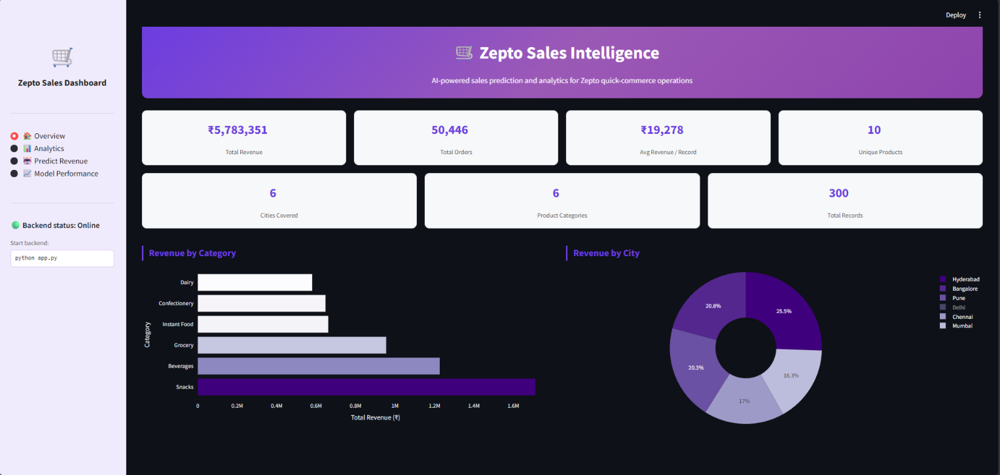 Deploy
Zepto Sales Dashboard
Overview
Analytics
Predict Revenue
Model Performance
Backend status: Online
Start backend:
python app.py
Zepto Sales Intelligence
AI-powered sales prediction and analytics for Zepto quick-commerce operations
₹5,783,351
Total Revenue
50,446
Total Orders
₹19,278
Avg Revenue / Record
10
Unique Products
6
Cities Covered
6
Product Categories
300
Total Records
Revenue by Category
Category
Dairy
Confectionery
Instant Food
Grocery
Beverages
Snacks
0 0.2M 0.4M 0.6M 0.8M 1M 1.2M 1.4M 1.6M
Total Revenue (₹)
Revenue by City
20.8%
25.5%
20.3%
16.3%
17%
Hyderabad
Bangalore
Pune
Delhi
Chennai
Mumbai